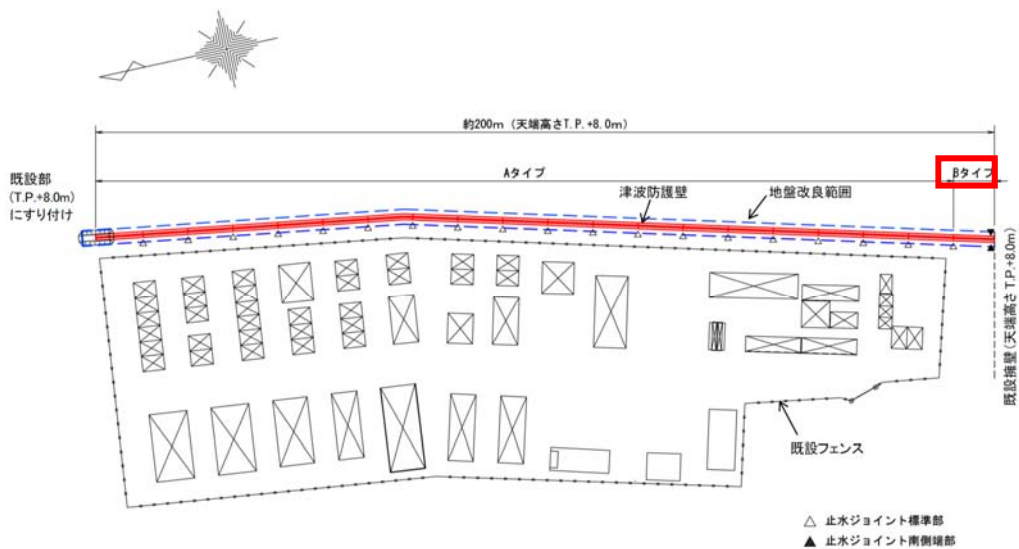 約200m (天端高さT.P.+8.0m)
既設部
(T.P.+8.0m)
にすり付け
Aタイプ
Bタイプ
津波防護壁
地盤改良範囲
既設擁壁(天端高さ T.P.+8.0m)
既設フェンス
△ 止水ジョイント標準部
▲ 止水ジョイント南側端部